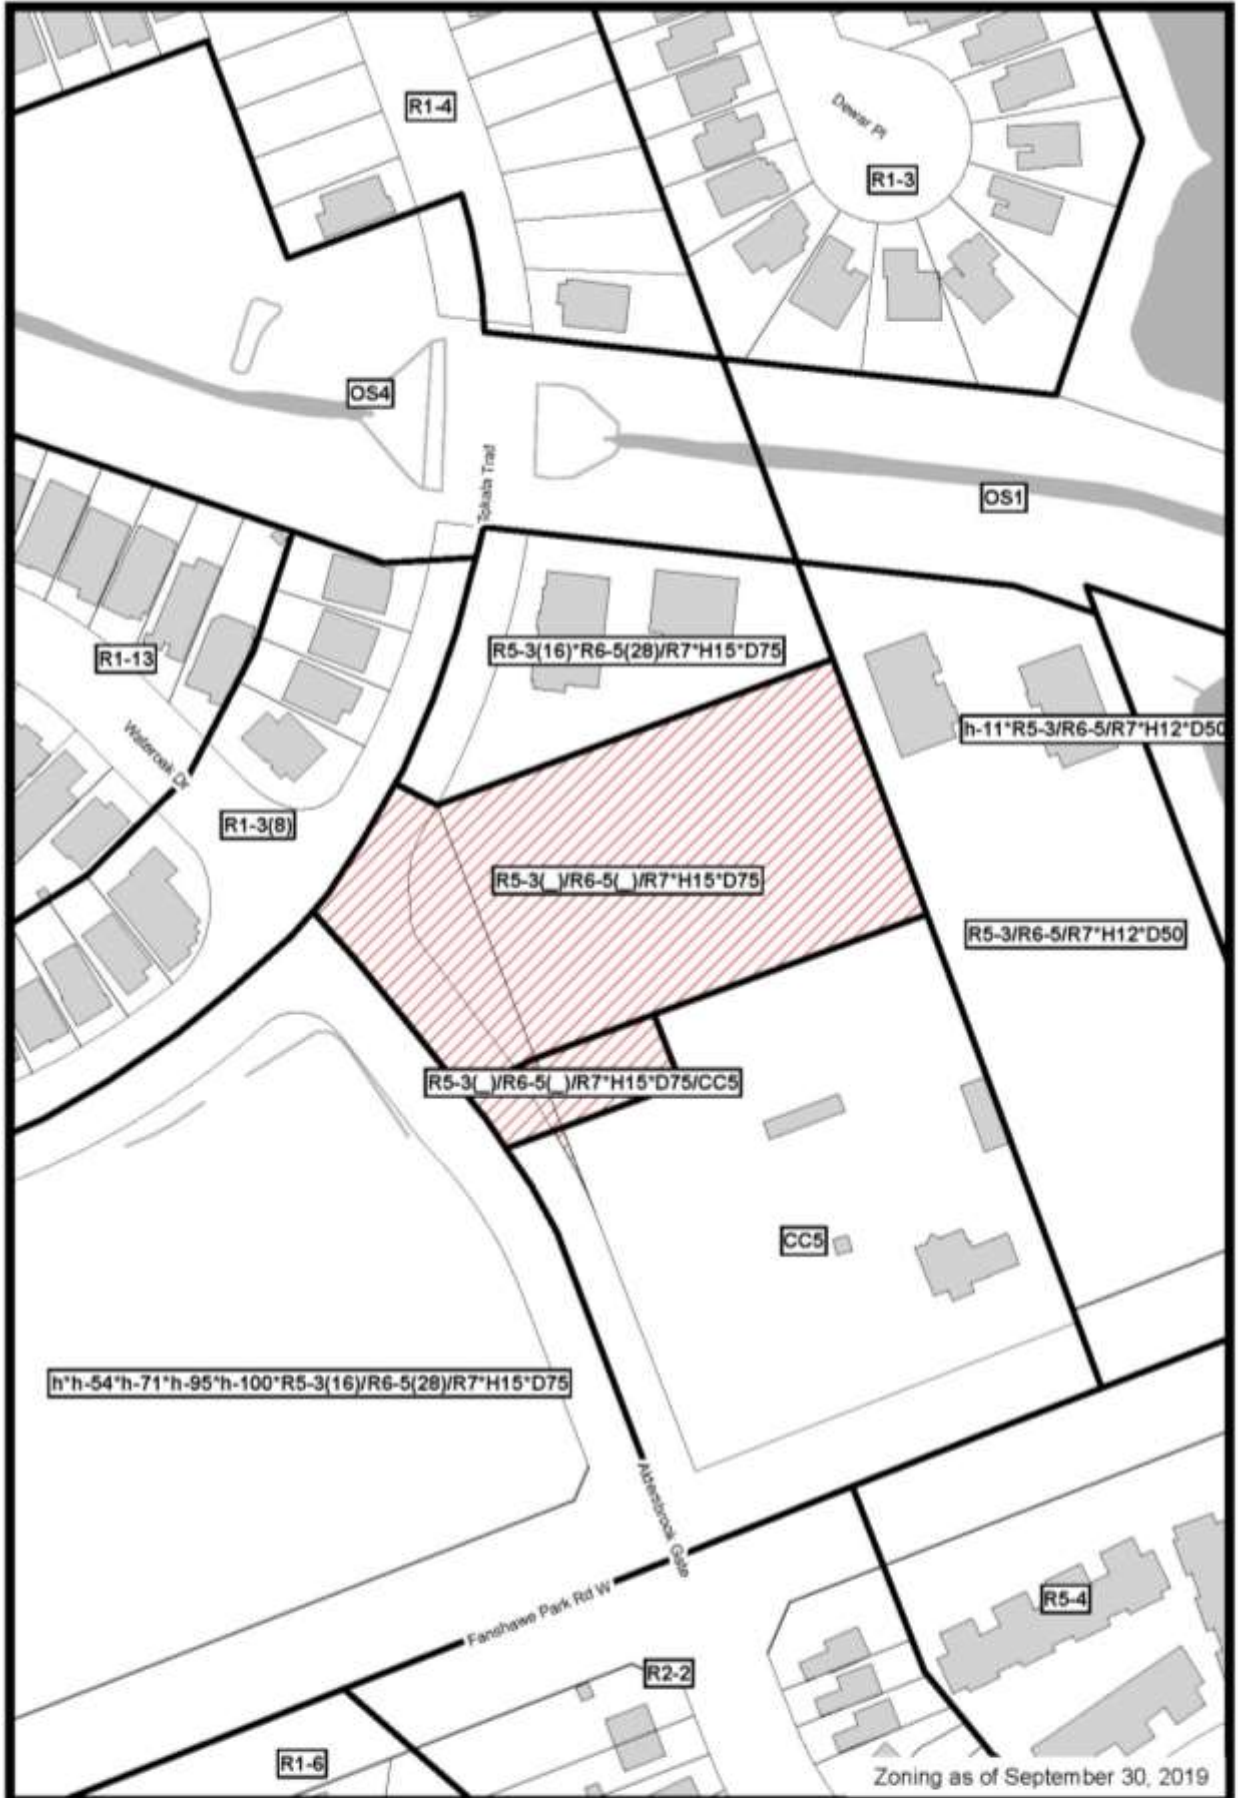 R1-4
Dewar Pl
R1-3
OS4
Tokala Trail
OS1
R5-3(16)*R6-5(28)/R7*H15*D75
R1-13
h-11*R5-3/R6-5/R7*H12*D50
Wateroak Dr
R1-3(8)
R5-3(_)/R6-5(_)/R7*H15*D75
R5-3/R6-5/R7*H12*D50
R5-3(_)/R6-5(_)/R7*H15*D75/CC5
CC5
h*h-54*h-71*h-95*h-100*R5-3(16)/R6-5(28)/R7*H15*D75
Aldersbrook Gate
Fanshawe Park Rd W
R5-4
R2-2
R1-6
Zoning as of September 30, 2019